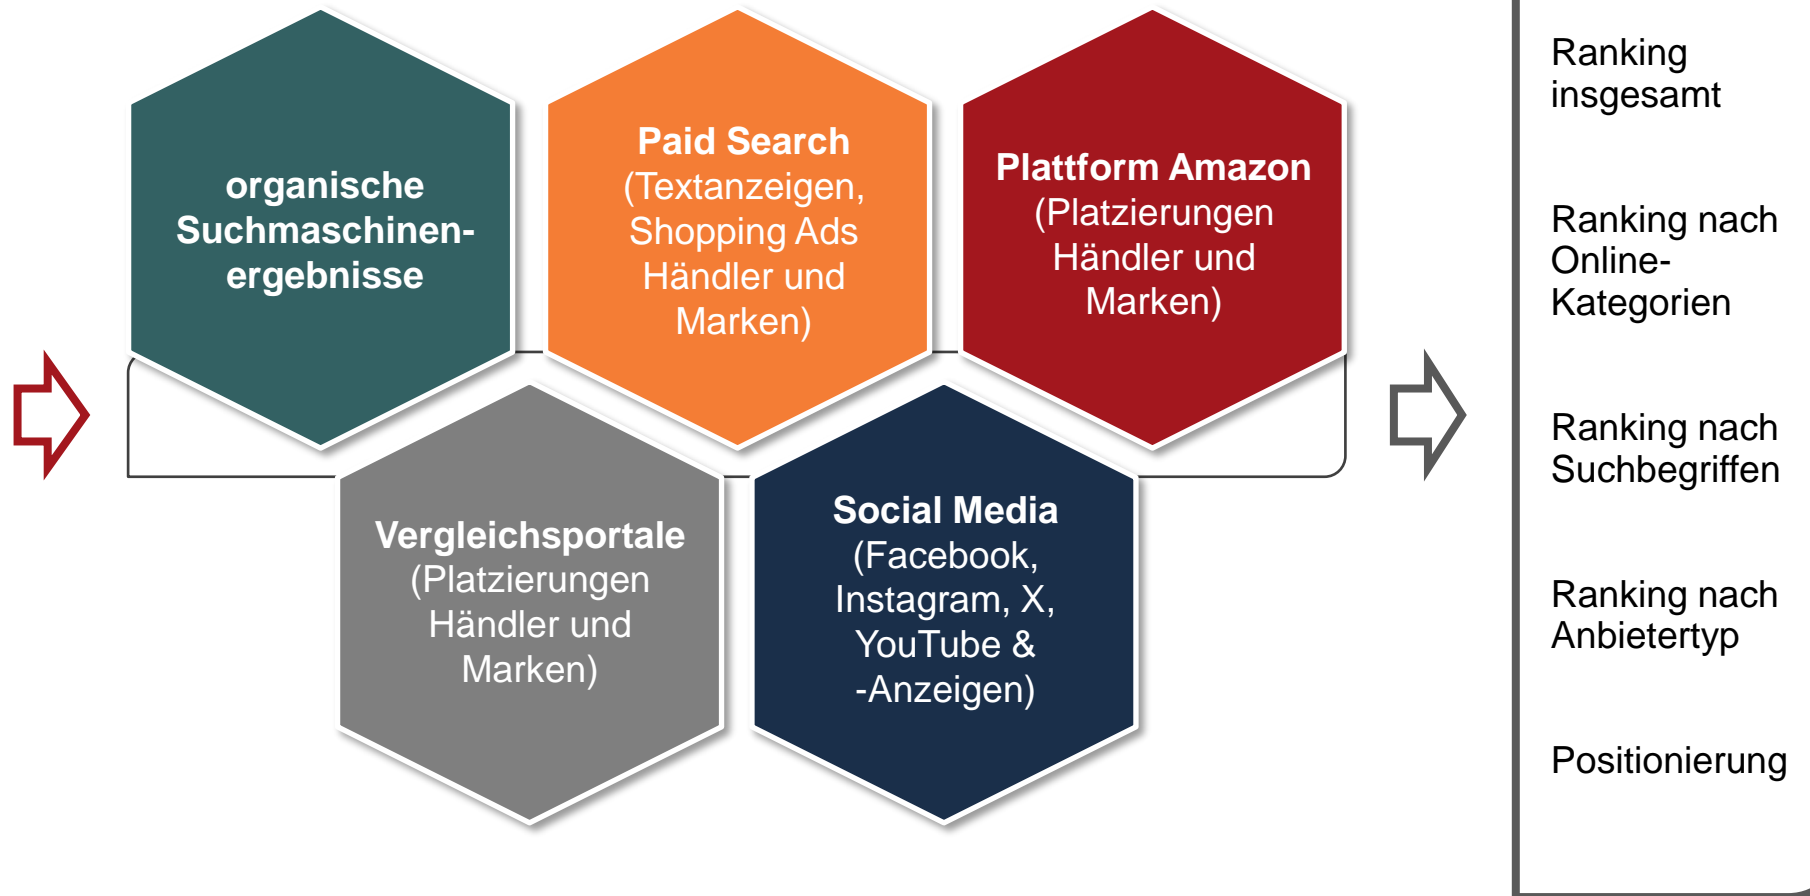 organische
Suchmaschinen-
ergebnisse
Paid Search
(Textanzeigen,
Shopping Ads
Händler und
Marken)
Plattform Amazon
(Platzierungen
Händler und
Marken)
Vergleichsportale
(Platzierungen
Händler und
Marken)
Social Media
(Facebook,
Instagram, X,
YouTube &
-Anzeigen)
Ranking
insgesamt
Ranking nach
Online-
Kategorien
Ranking nach
Suchbegriffen
Ranking nach
Anbietertyp
Positionierung